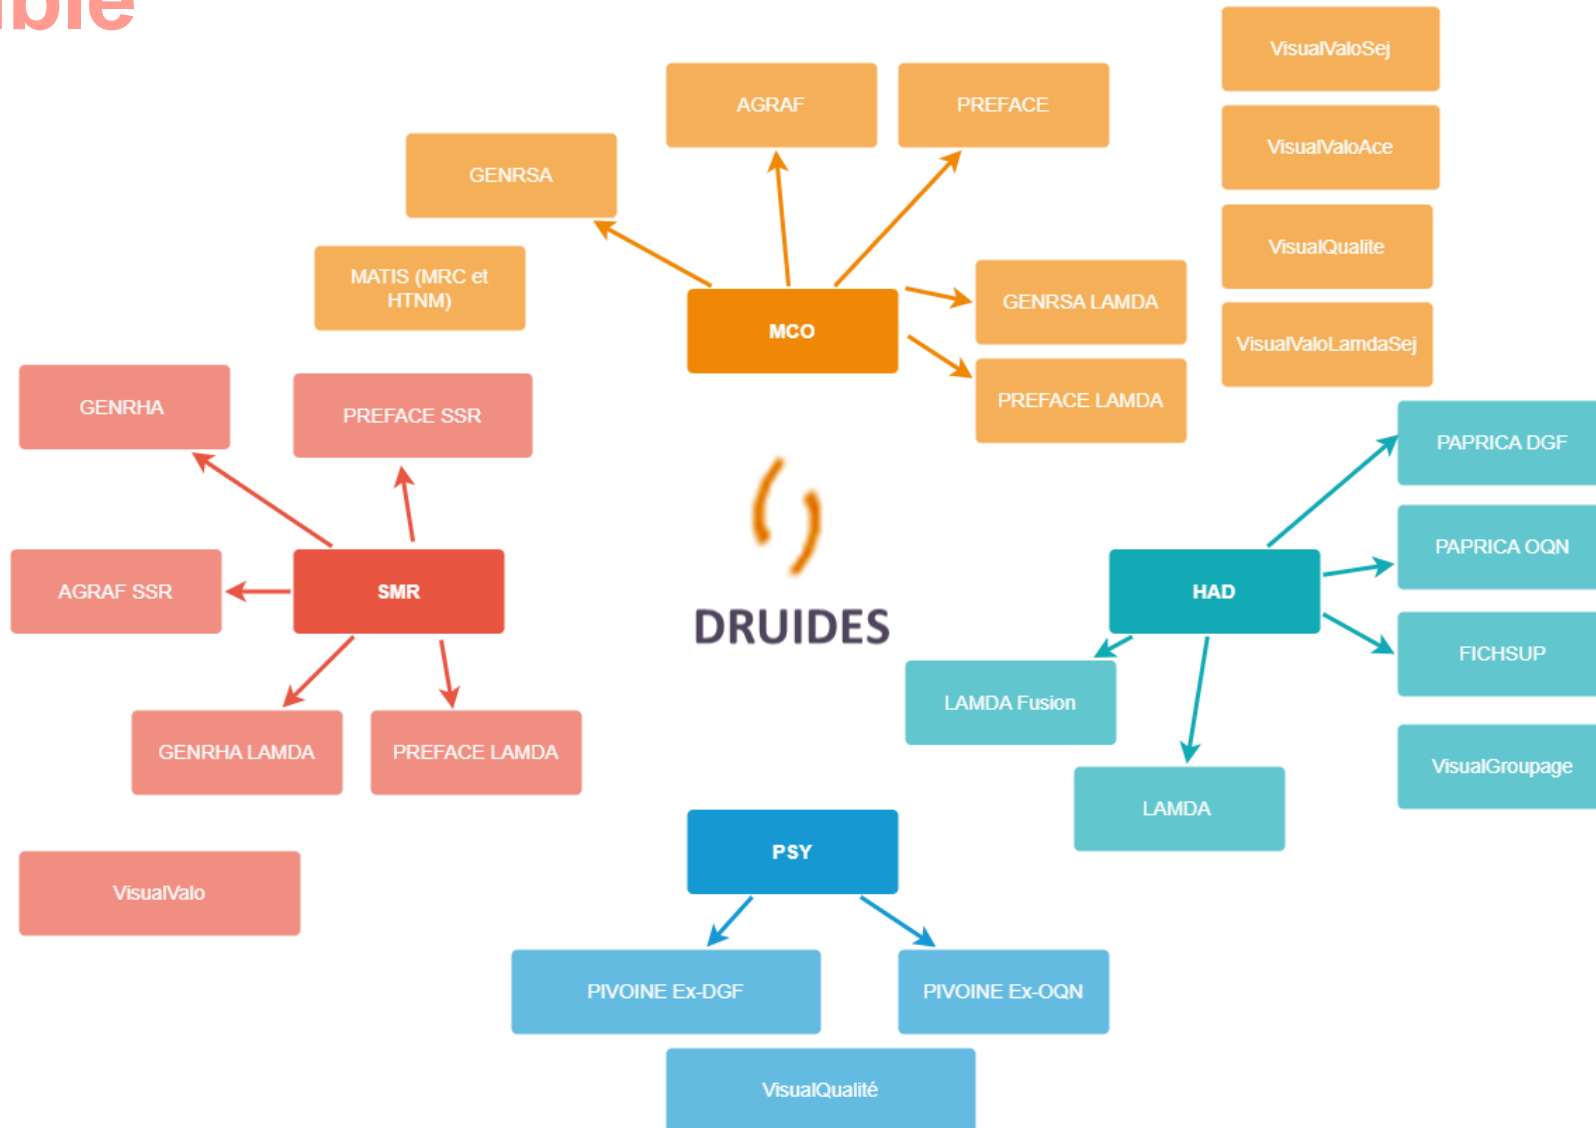 VisualValoSej
AGRAF
PREFACE
VisualValoAce
GENRSA
VisualQualite
MATIS (MRC et
HTNM)
GENRSA LAMDA
MCO
VisualValoLamdaSej
PREFACE LAMDA
GENRHA
PREFACE SSR
PAPRICA DGF
PAPRICA OQN
AGRAF SSR
SMR
HAD
DRUIDES
FICHSUP
LAMDA Fusion
GENRHA LAMDA
PREFACE LAMDA
VisualGroupage
LAMDA
PSY
VisualValo
PIVOINE Ex-DGF
PIVOINE Ex-OQN
VisualQualité